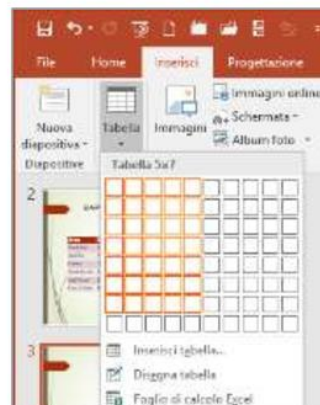 File Home Inserisci Progettazione
Nuova diapositiva
Diapositive
Tabella
Immagini
Immagini online
Schermata
Album foto
Tabella 5x7
2
3
Inserisci tabella...
Disegna tabella
Foglio di calcolo Excel